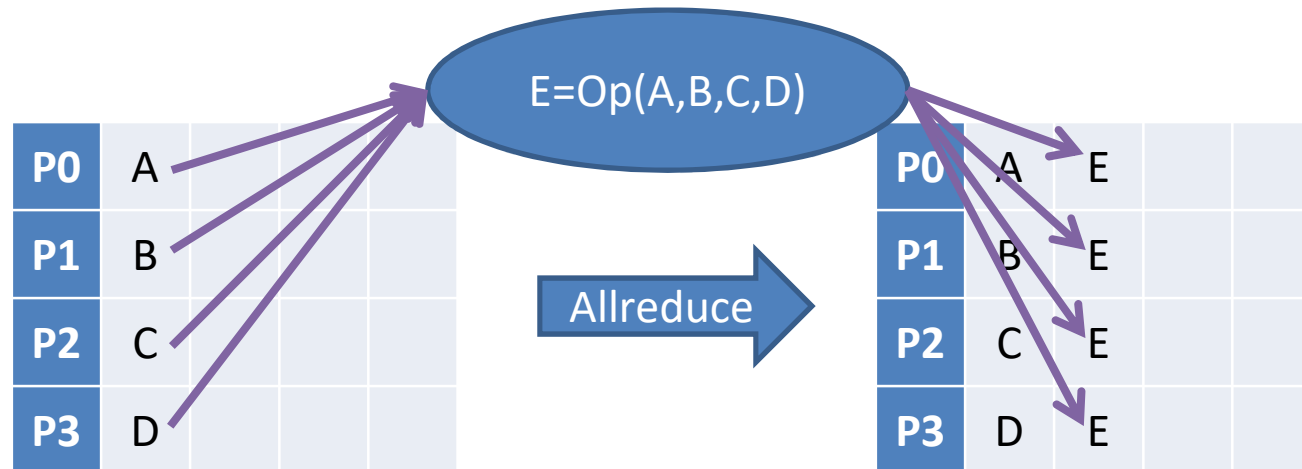 E=Op(A,B,C,D)
P0 A
P1 B
P2 C
P3 D
Allreduce
P0 A E
P1 B E
P2 C E
P3 D E